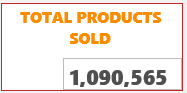 TOTAL PRODUCTS
SOLD
1,090,565